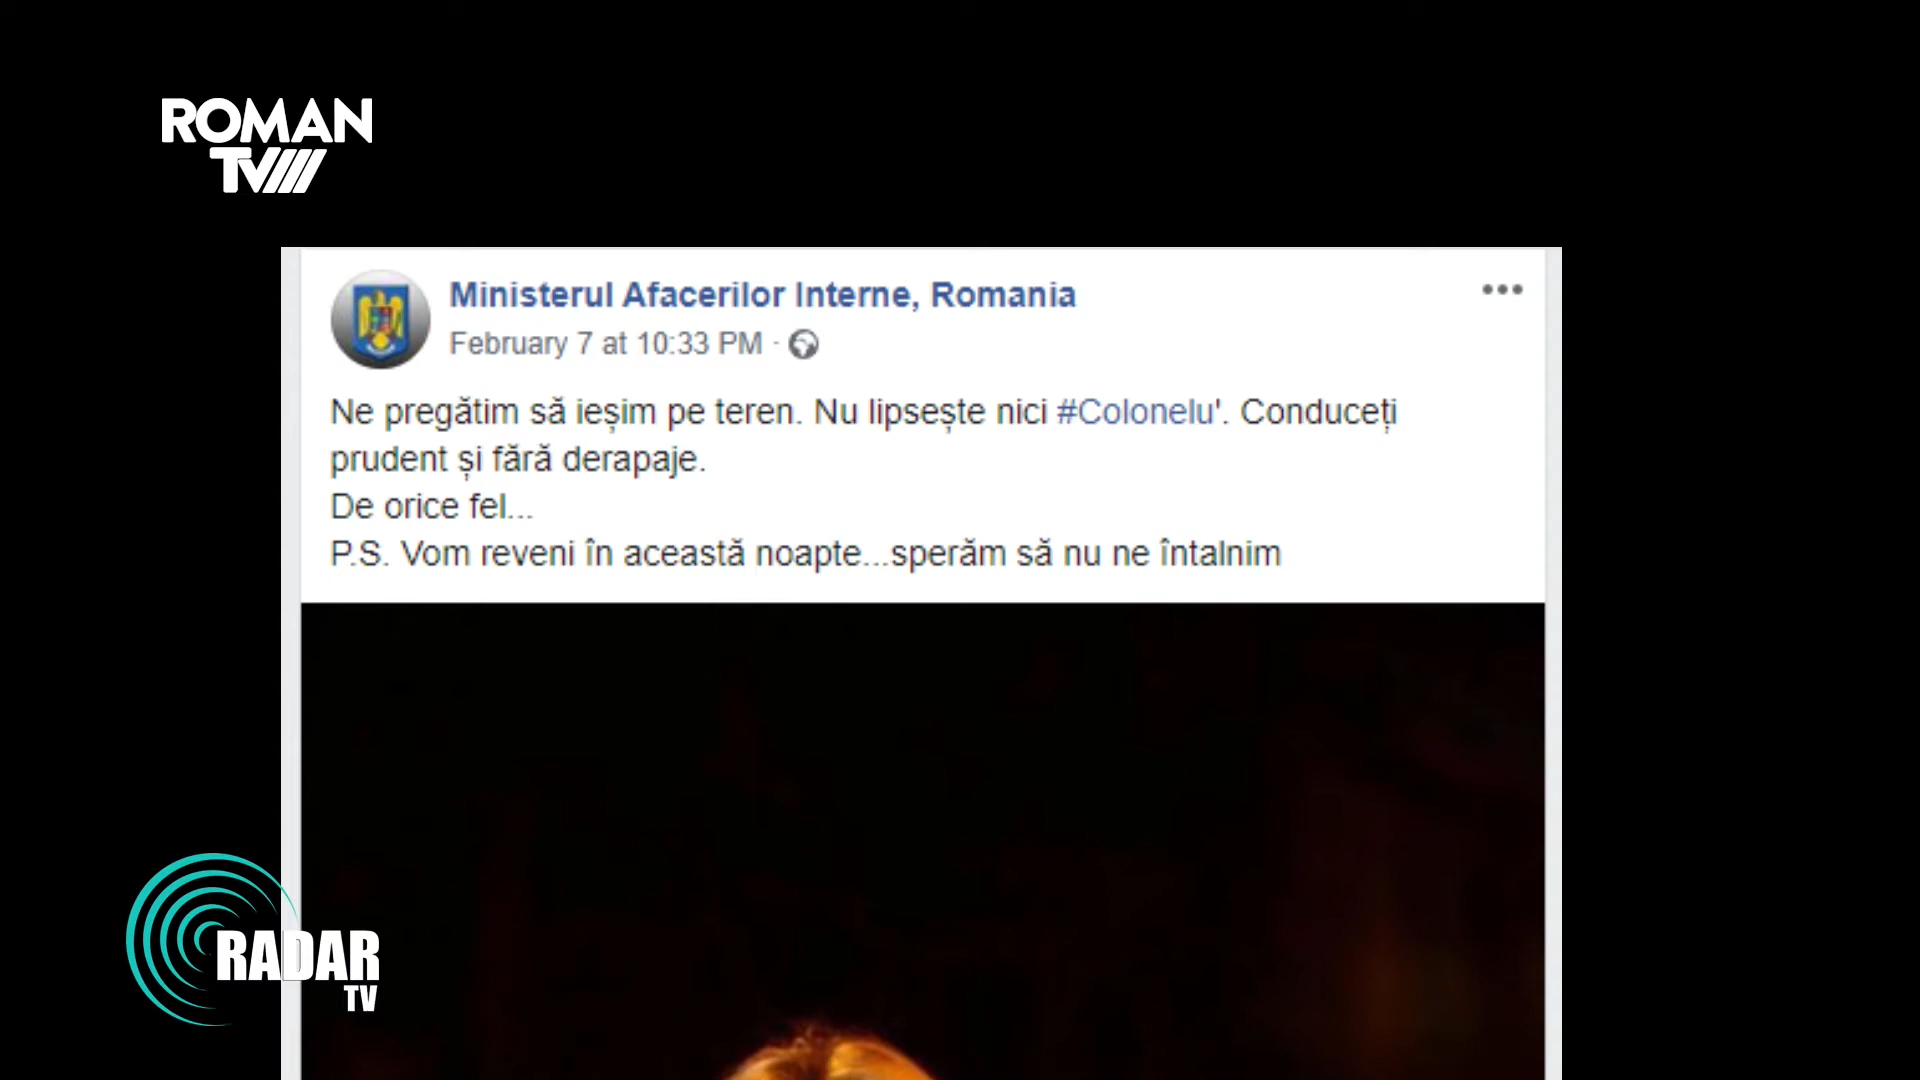 ROMAN
TV
Ministerul Afacerilor Interne, Romania
February 7 at 10:33 PM ·
Ne pregătim să ieșim pe teren. Nu lipsește nici #Colonelu'. Conduceți
prudent și fără derapaje.
De orice fel...
P.S. Vom reveni în această noapte...sperăm să nu ne întalnim
RADAR
TV